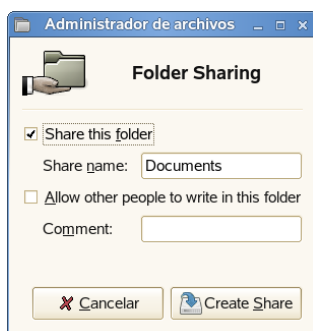 Administrador de archivos
Folder Sharing
Share this folder
Share name: Documents
Allow other people to write in this folder
Comment:
Cancelar Create Share